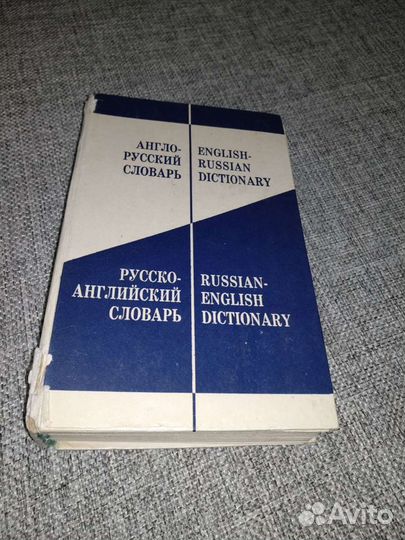 АНГЛО-
РУССКИЙ
СЛОВАРЬ
ENGLISH-
RUSSIAN
DICTIONARY
РУССКО-
АНГЛИЙСКИЙ
СЛОВАРЬ
RUSSIAN-
ENGLISH
DICTIONARY
Avito